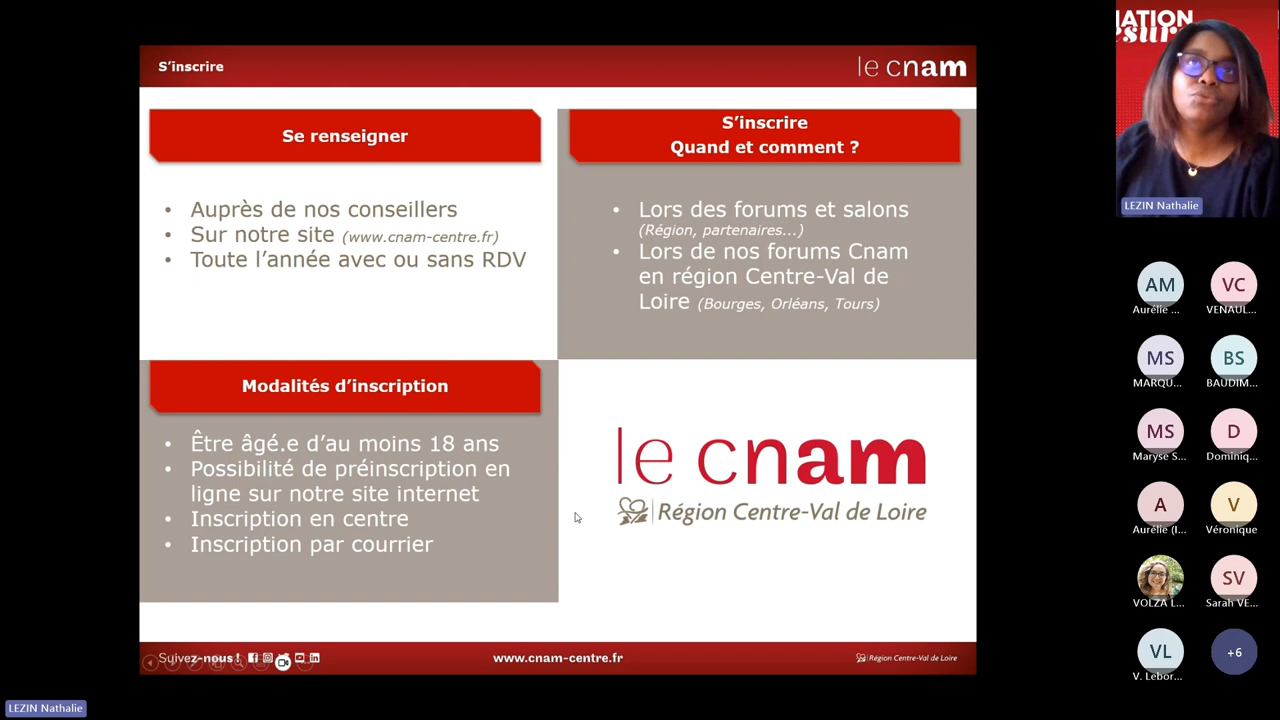 S'inscrire
le cnam
Se renseigner
• Auprès de nos conseillers
• Sur notre site (www.cnam-centre.fr)
• Toute l'année avec ou sans RDV
S'inscrire
Quand et comment ?
• Lors des forums et salons
(Région, partenaires...)
• Lors de nos forums Cnam
en région Centre-Val de
Loire (Bourges, Orléans, Tours)
Modalités d'inscription
• Être âgé.e d'au moins 18 ans
• Possibilité de préinscription en
ligne sur notre site internet
• Inscription en centre
• Inscription par courrier
le cnam
Région Centre-Val de Loire
Suivez-nous !
www.cnam-centre.fr
Région Centre-Val de Loire
LEZIN Nathalie
LEZIN Nathalie
AM
VC
Aurélie ...
VENAUL...
MS
BS
MARQU...
BAUDIM...
MS
D
Maryse S...
Dominiq...
A
V
Aurélie (I...
Véronique
SV
VOLZA L...
Sarah VE...
VL
+6
V. Lebor...